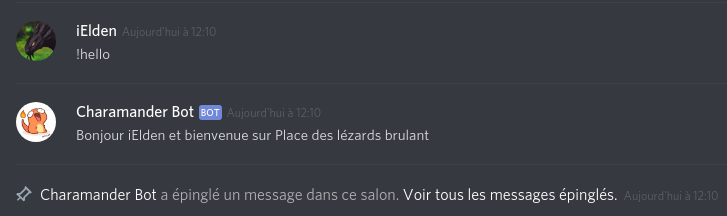 iElden Aujourd'hui à 12:10
!hello
Charamander Bot BOT Aujourd'hui à 12:10
Bonjour iElden et bienvenue sur Place des lézards brulant
Charamander Bot a épinglé un message dans ce salon. Voir tous les messages épinglés. Aujourd'hui à 12:10